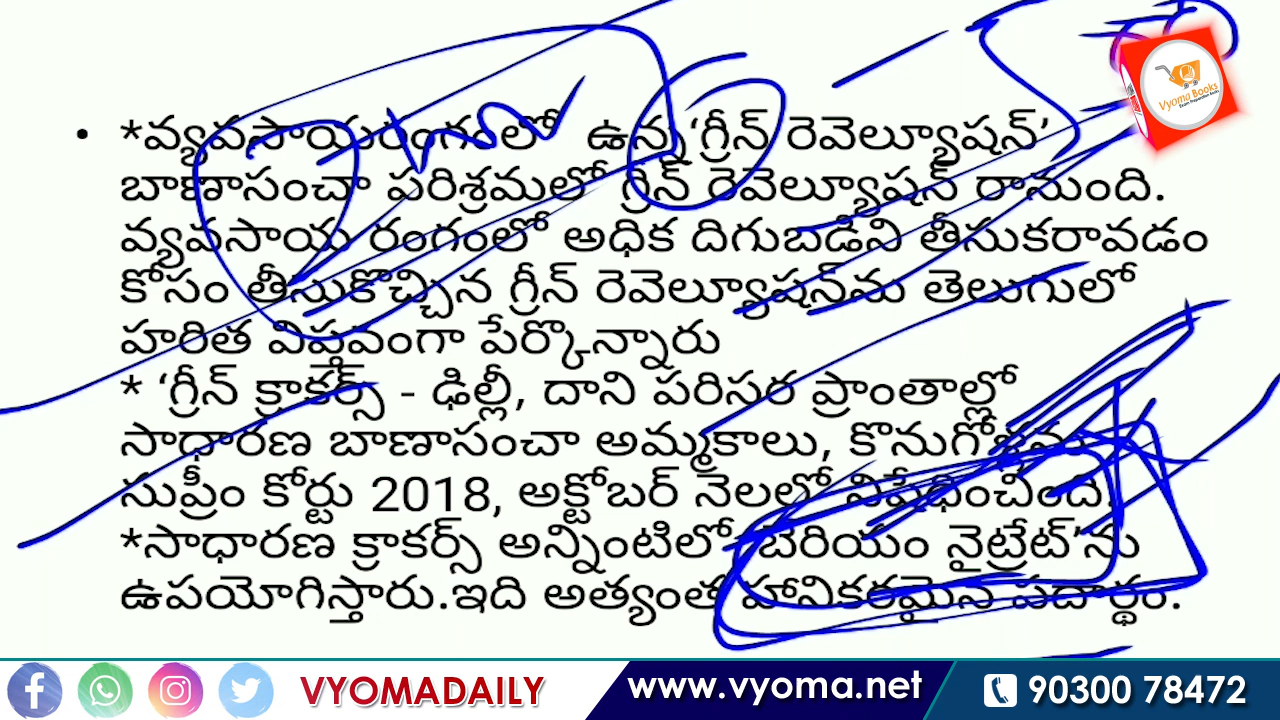 • *వ్యవసాయరంగంలో ఉన్న 'గ్రీన్ రెవెల్యూషన్'
బాణాసంచా పరిశ్రమలో గ్రీన్ రెవెల్యూషన్ రానుంది.
వ్యవసాయ రంగంలో అధిక దిగుబడిని తీసుకరావడం
కోసం తీసుకొచ్చిన గ్రీన్ రెవెల్యూషన్‌ను తెలుగులో
హరిత విప్లవంగా పేర్కొన్నారు
* 'గ్రీన్ క్రాకర్స్ - ఢిల్లీ, దాని పరిసర ప్రాంతాల్లో
సాధారణ బాణాసంచా అమ్మకాలు, కొనుగోళ్లను
సుప్రీం కోర్టు 2018, అక్టోబర్ నెలలో నిషేధించింది.
*సాధారణ క్రాకర్స్ అన్నింటిలో 'బేరియం నైట్రేట్'ను
ఉపయోగిస్తారు.ఇది అత్యంత హానికరమైన పదార్థం.
Vyoma Books
VYOMADAILY
www.vyoma.net
90300 78472